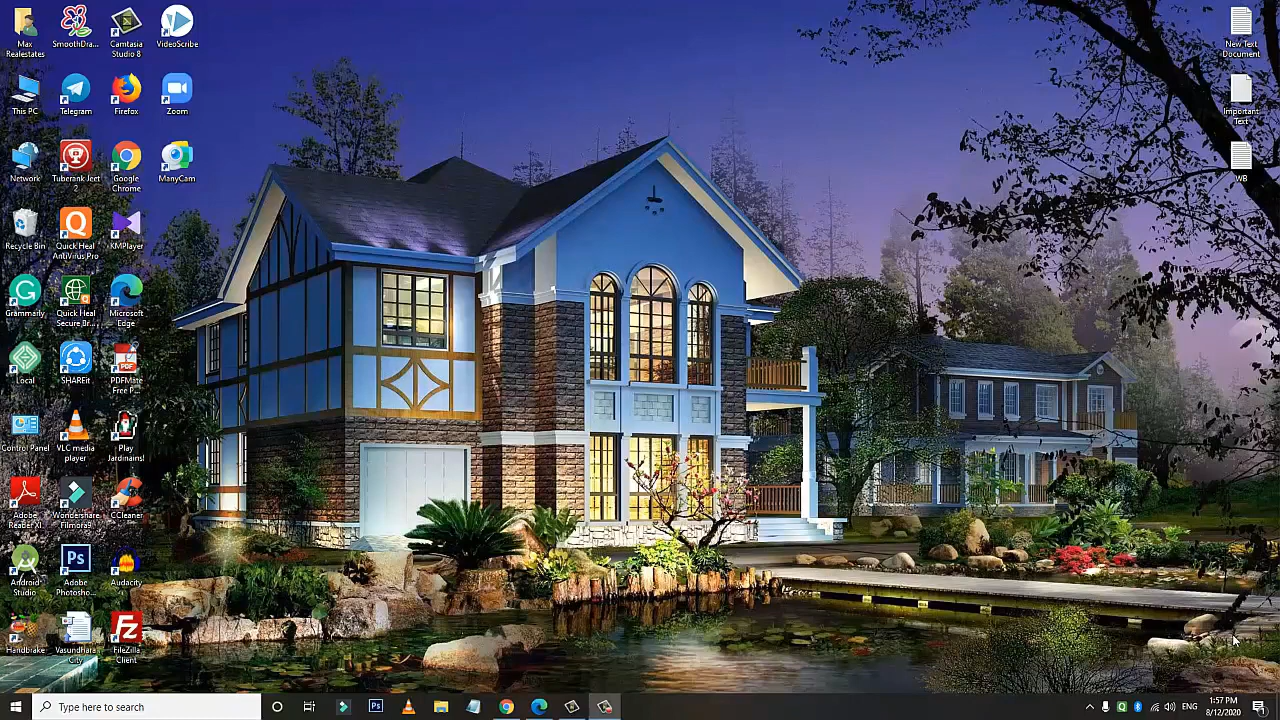 Max
Realestates
SmoothDra...
Camtasia
Studio 8
VideoScribe
This PC
Telegram
Firefox
Zoom
Network
Tuberank Jeet
2
Google
Chrome
ManyCam
Recycle Bin
Quick Heal
AntiVirus Pro
KMPlayer
Grammarly
Quick Heal
Secure Br...
Microsoft
Edge
Local
SHAREit
PDFMate
Free P...
Control Panel
VLC media
player
Play
Jardinains!
Adobe
Reader XI
Wondershare
Filmora9
CCleaner
Android
Studio
Adobe
Photosho...
Audacity
Handbrake
Vasundhara
City
FileZilla
Client
New Text
Document
Important
Text
WB
Type here to search
ENG
1:57 PM
8/12/2020